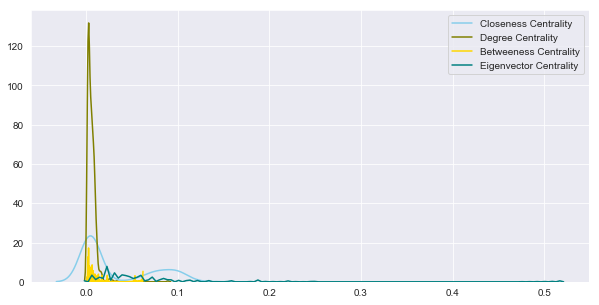 Closeness Centrality
Degree Centrality
Betweeness Centrality
Eigenvector Centrality
120
100
80
60
40
20
0
0.0 0.1 0.2 0.3 0.4 0.5